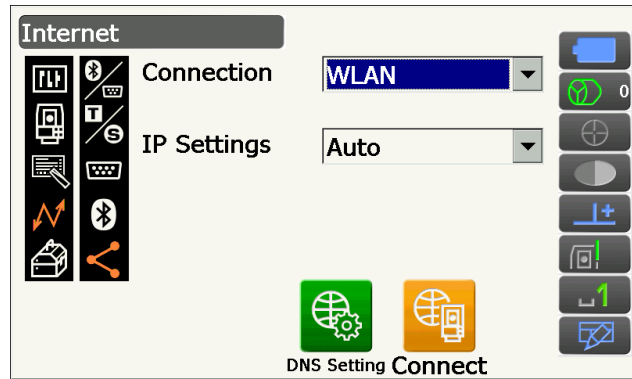 Internet
Connection WLAN
0
T
S
IP Settings Auto
1
DNS Setting Connect